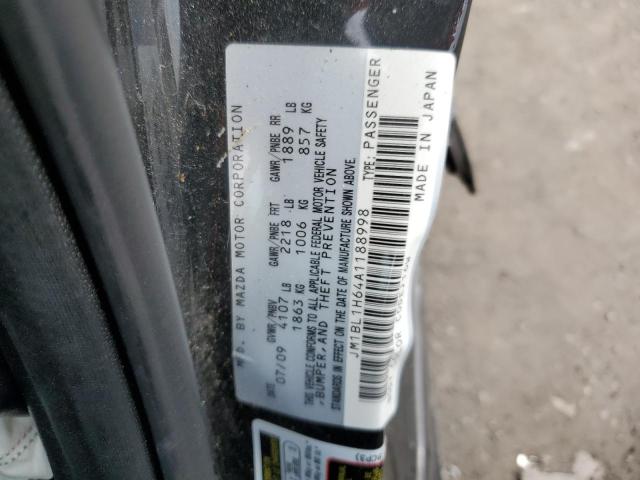 MFD. BY MAZDA MOTOR CORPORATION
DATE GVWR/PNBV GAWR/PNBE FRT GAWR/PNBE RR
07/09 4107 LB 2218 LB 1889 LB
1863 KG 1006 KG 857 KG
THIS VEHICLE CONFORMS TO ALL APPLICABLE FEDERAL MOTOR VEHICLE SAFETY
, BUMPER, AND THEFT PREVENTION
STANDARDS IN EFFECT ON THE DATE OF MANUFACTURE SHOWN ABOVE.
JM1BL1H64A1188998 TYPE: PASSENGER
MADE IN JAPAN